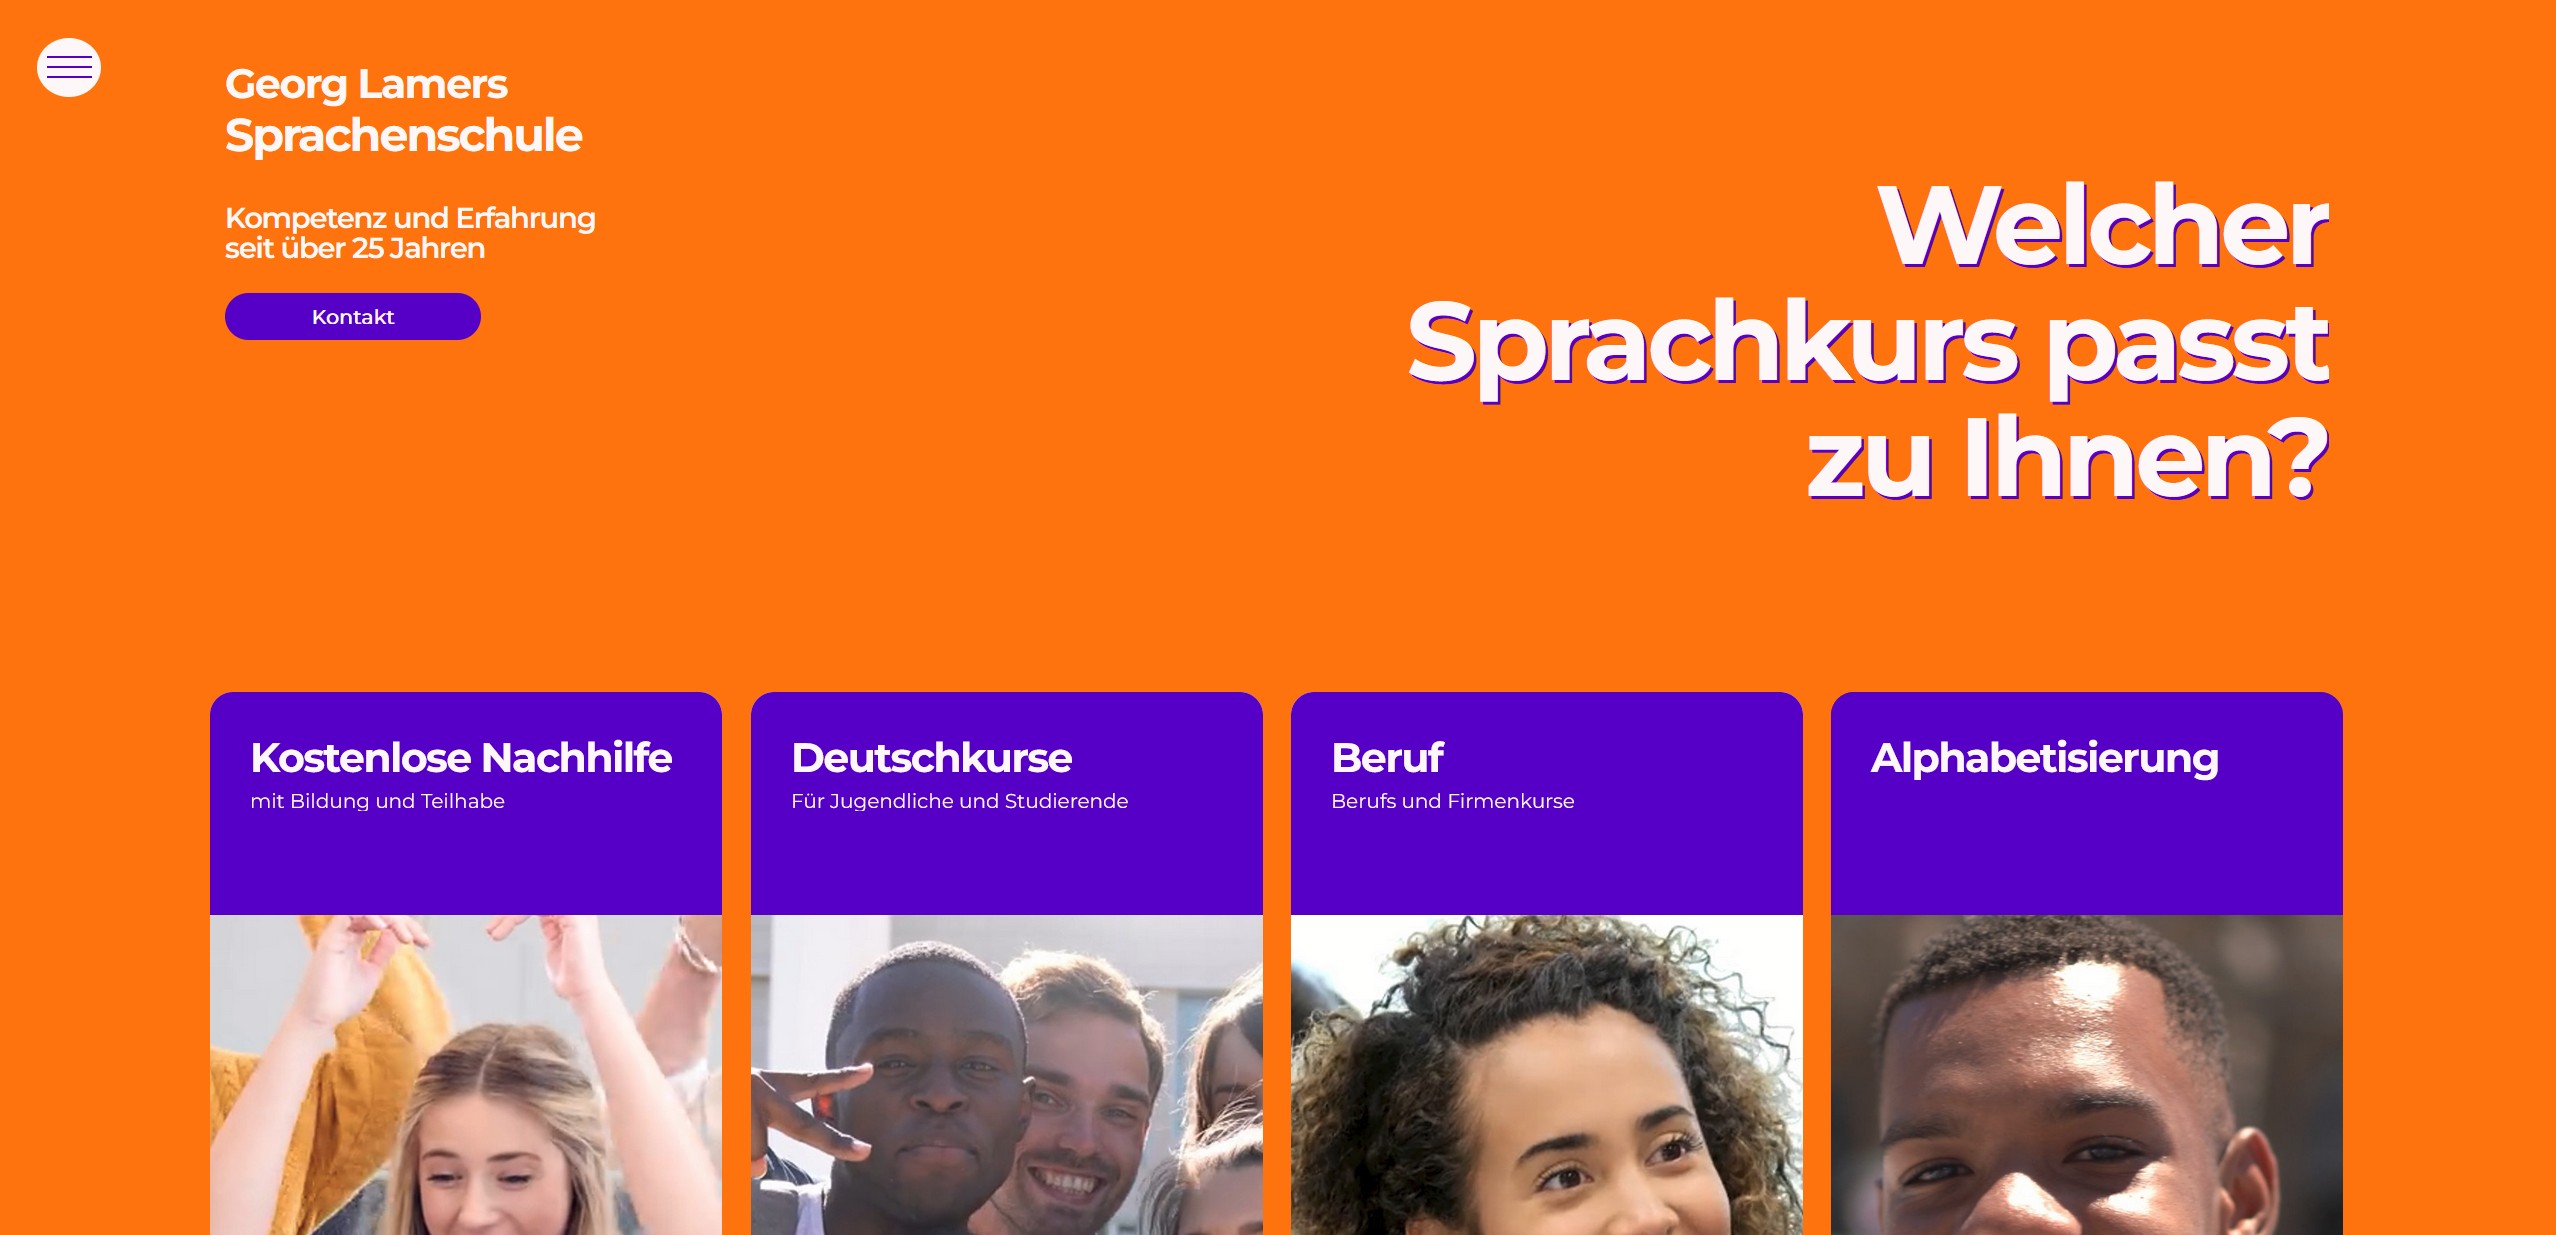 Georg Lamers
Sprachenschule
Kompetenz und Erfahrung
seit über 25 Jahren
Kontakt
Welcher
Sprachkurs passt
zu Ihnen?
Kostenlose Nachhilfe
mit Bildung und Teilhabe
Deutschkurse
Für Jugendliche und Studierende
Beruf
Berufs und Firmenkurse
Alphabetisierung